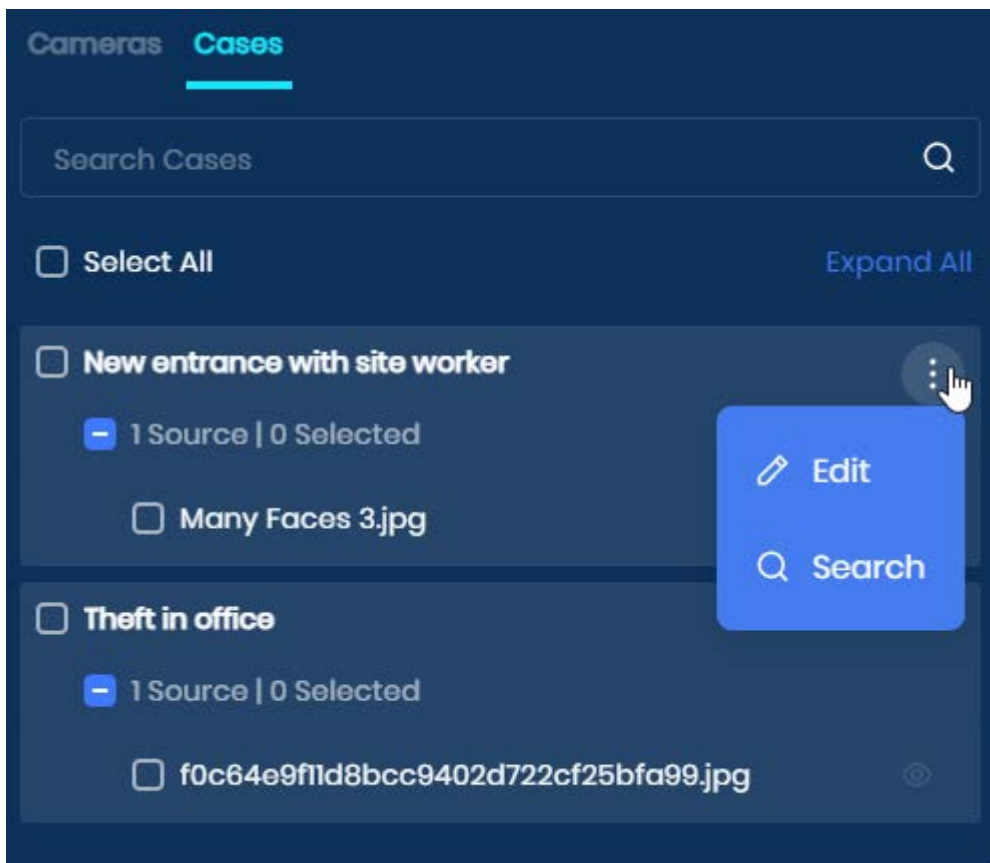 Cameras Cases
Search Cases
Select All Expand All
New entrance with site worker
1 Source | 0 Selected
Edit
Many Faces 3.jpg
Search
Theft in office
1 Source | 0 Selected
f0c64e9f11d8bcc9402d722cf25bfa99.jpg